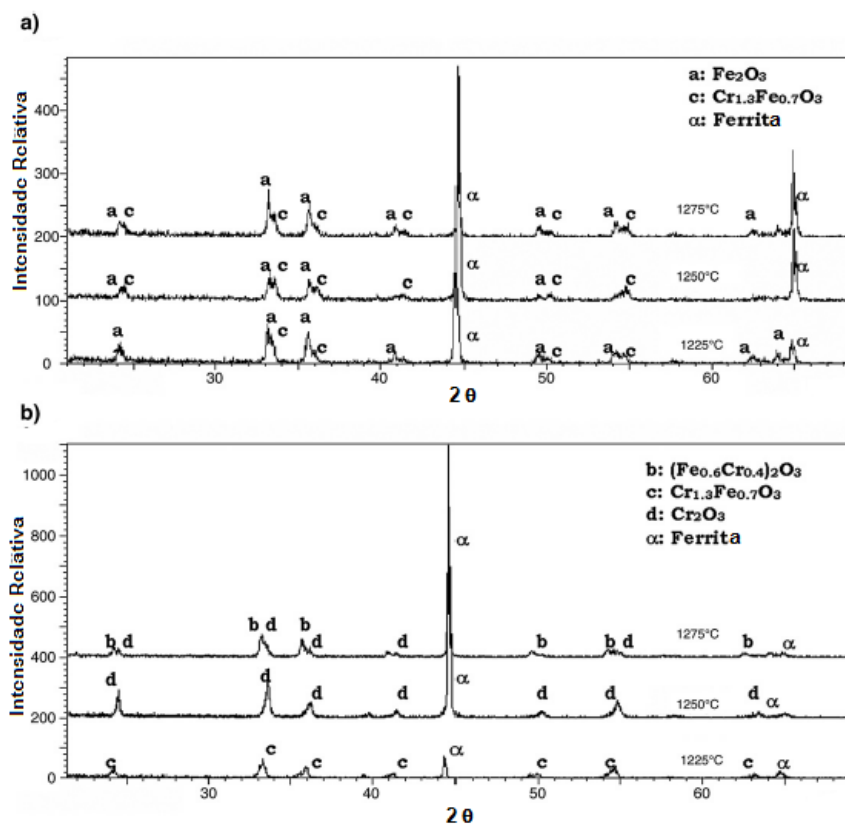 a)
Intensidade Relativa
400
300
200
100
0
a: Fe₂O₃
c: Cr₁.₃Fe₀.₇O₃
α: Ferrita
a c a c a c a c α a c a c a 1275°C α
a c a c a c c α a c c 1250°C α
a a c a c a α a c a c 1225°C a a α
30 40 50 60
2 θ
b)
Intensidade Relativa
1000
800
600
400
200
0
b: (Fe₀.₆Cr₀.₄)₂O₃
c: Cr₁.₃Fe₀.₇O₃
d: Cr₂O₃
α: Ferrita
α
b d b d b d d b b d 1275°C b α
d d d d α d d 1250°C d α
c c c c α c c 1225°C c α
30 40 50 60
2 θ